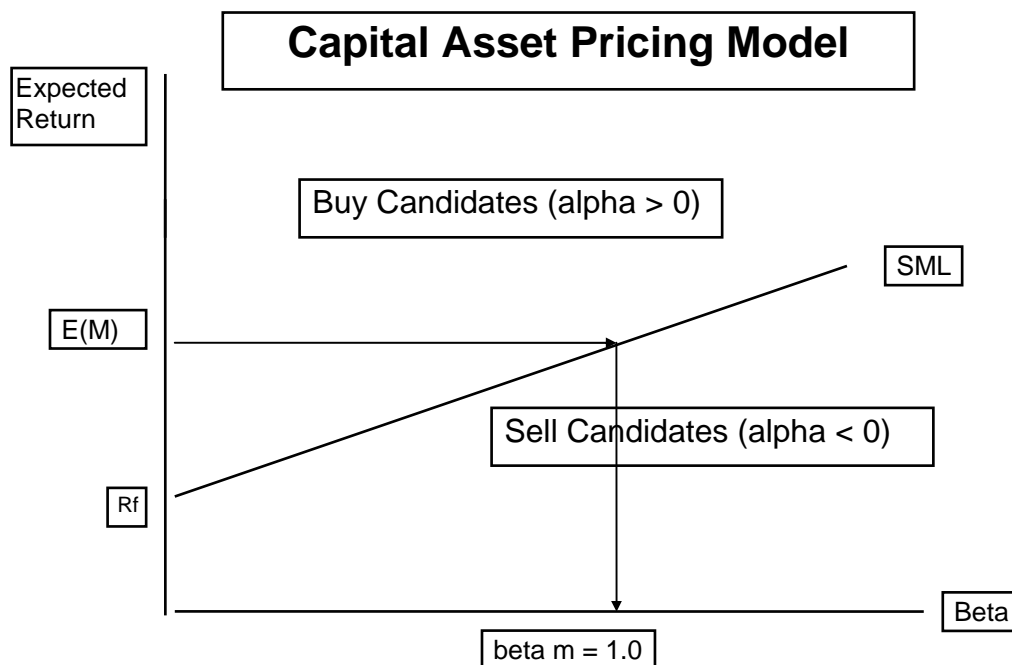 Capital Asset Pricing Model
Expected
Return
Buy Candidates (alpha > 0)
SML
E(M)
Sell Candidates (alpha < 0)
Rf
Beta
beta m = 1.0